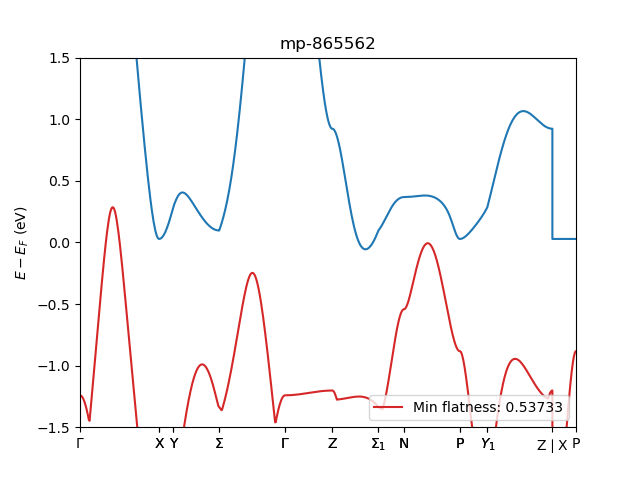 mp-865562
E − E_F (eV)
1.5
1.0
0.5
0.0
−0.5
−1.0
−1.5
Min flatness: 0.53733
Γ X Y Σ Γ Z Σ₁ N P Y₁ Z | X P